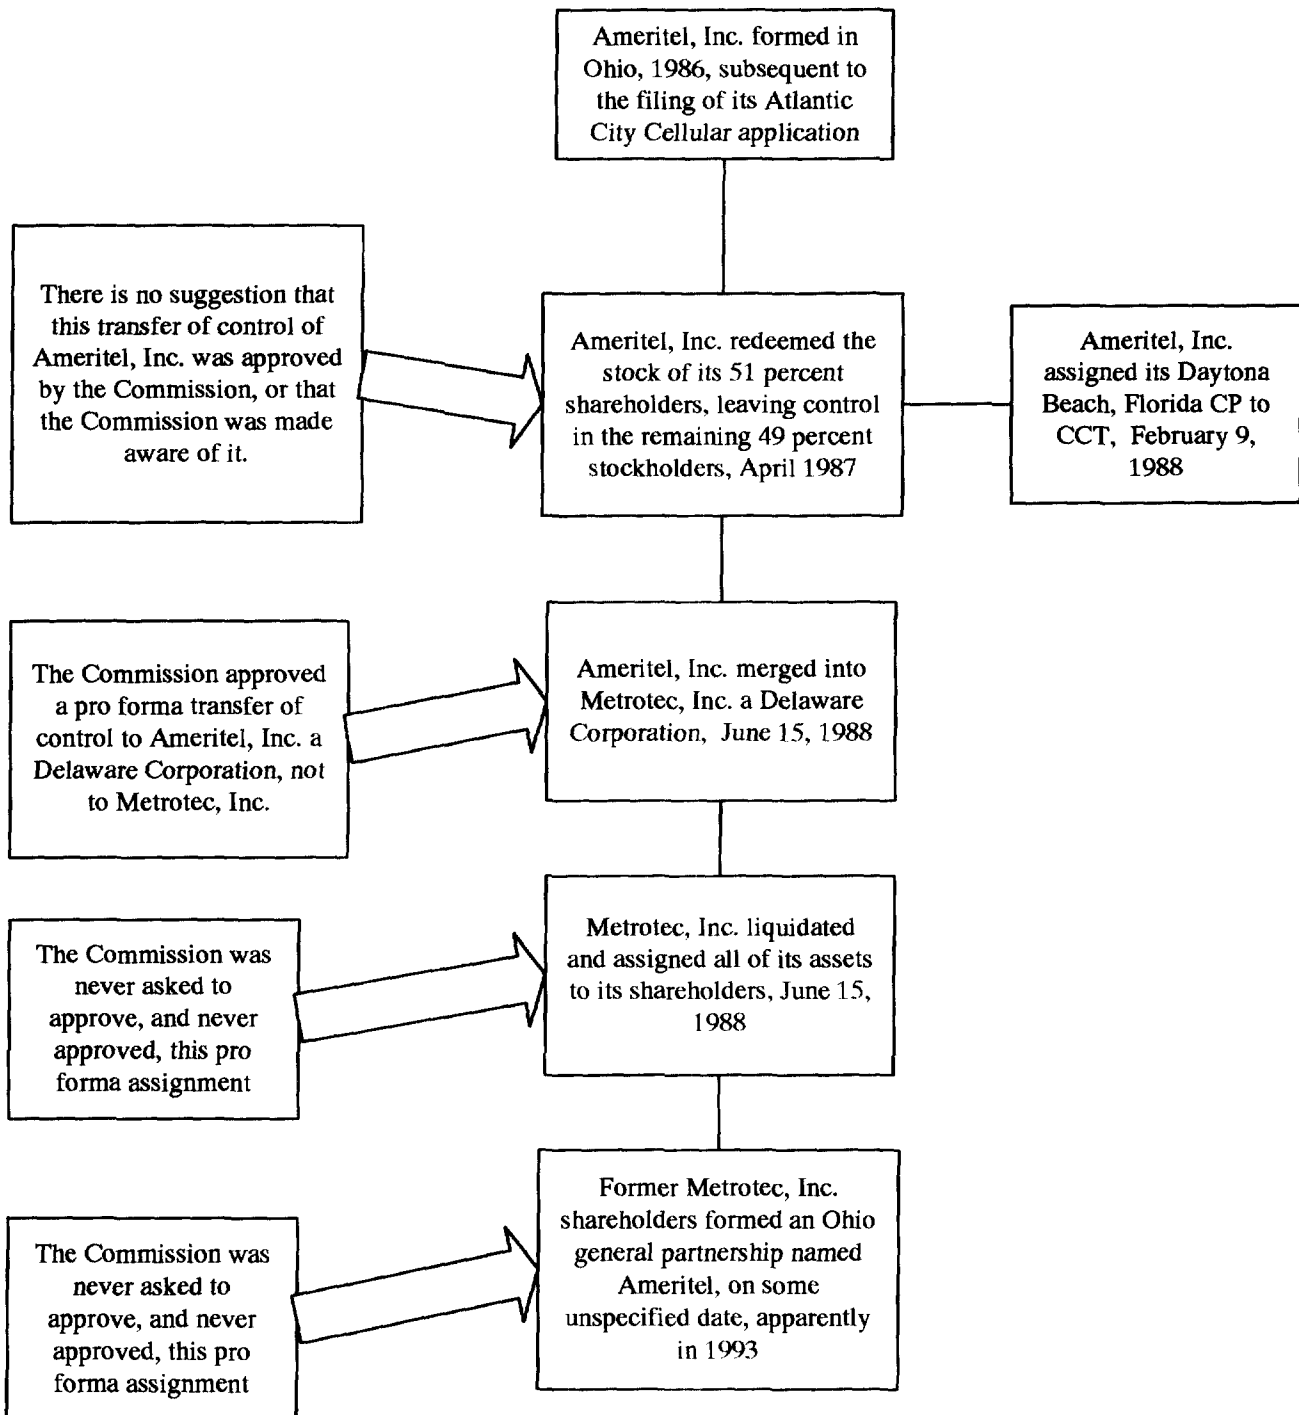 Ameritel, Inc. formed in
Ohio, 1986, subsequent to
the filing of its Atlantic
City Cellular application
There is no suggestion that
this transfer of control of
Ameritel, Inc. was approved
by the Commission, or that
the Commission was made
aware of it.
Ameritel, Inc. redeemed the
stock of its 51 percent
shareholders, leaving control
in the remaining 49 percent
stockholders, April 1987
Ameritel, Inc.
assigned its Daytona
Beach, Florida CP to
CCT, February 9,
1988
The Commission approved
a pro forma transfer of
control to Ameritel, Inc. a
Delaware Corporation, not
to Metrotec, Inc.
Ameritel, Inc. merged into
Metrotec, Inc. a Delaware
Corporation, June 15, 1988
The Commission was
never asked to
approve, and never
approved, this pro
forma assignment
Metrotec, Inc. liquidated
and assigned all of its assets
to its shareholders, June 15,
1988
The Commission was
never asked to
approve, and never
approved, this pro
forma assignment
Former Metrotec, Inc.
shareholders formed an Ohio
general partnership named
Ameritel, on some
unspecified date, apparently
in 1993